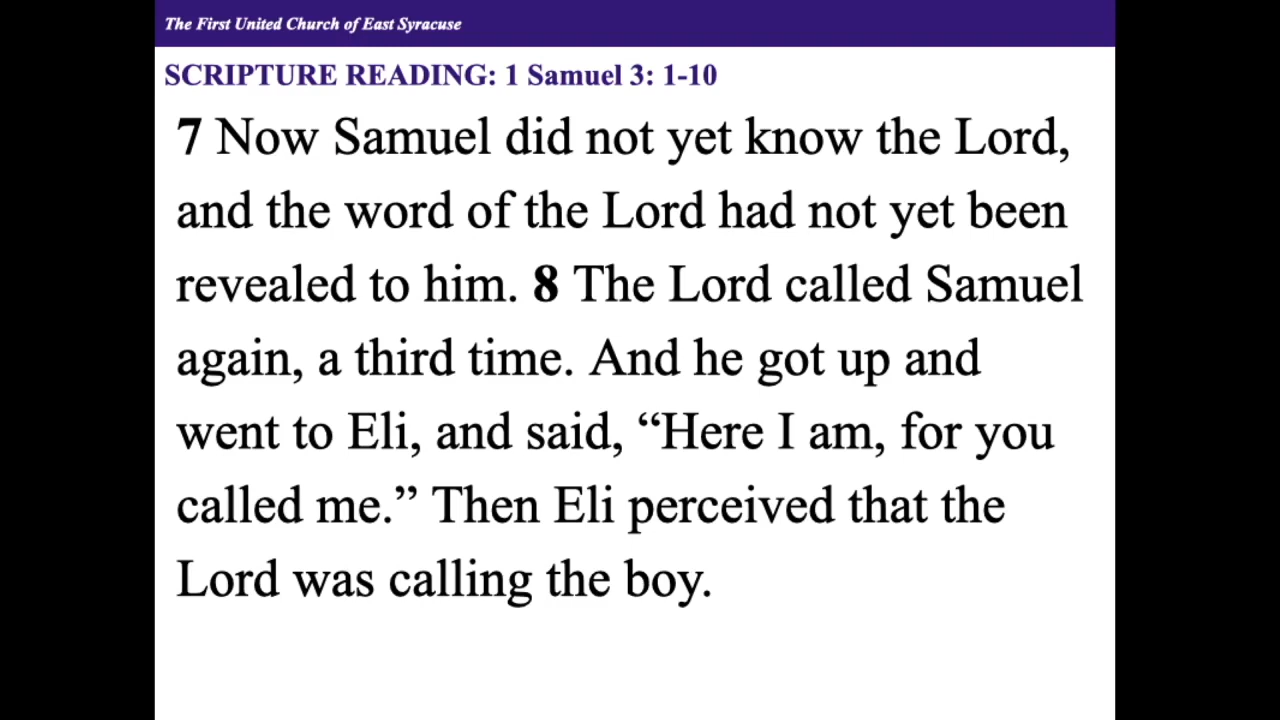 The First United Church of East Syracuse
SCRIPTURE READING: 1 Samuel 3: 1-10
7 Now Samuel did not yet know the Lord,
and the word of the Lord had not yet been
revealed to him. 8 The Lord called Samuel
again, a third time. And he got up and
went to Eli, and said, “Here I am, for you
called me.” Then Eli perceived that the
Lord was calling the boy.